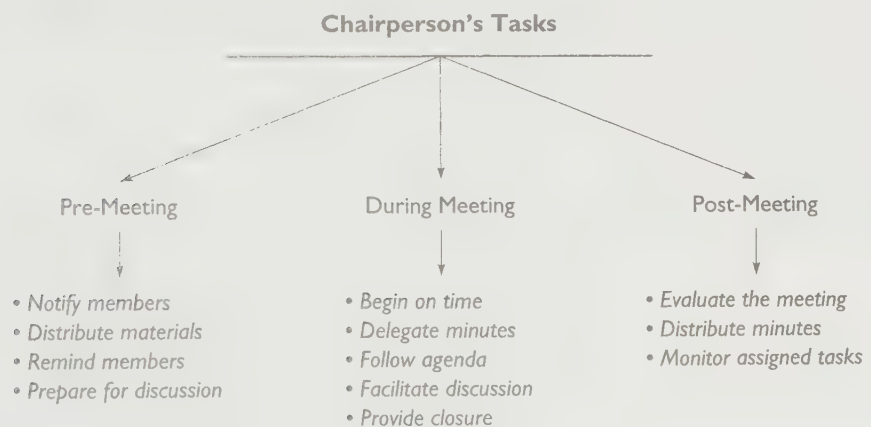 Chairperson's Tasks
Pre-Meeting
• Notify members
• Distribute materials
• Remind members
• Prepare for discussion
During Meeting
• Begin on time
• Delegate minutes
• Follow agenda
• Facilitate discussion
• Provide closure
Post-Meeting
• Evaluate the meeting
• Distribute minutes
• Monitor assigned tasks